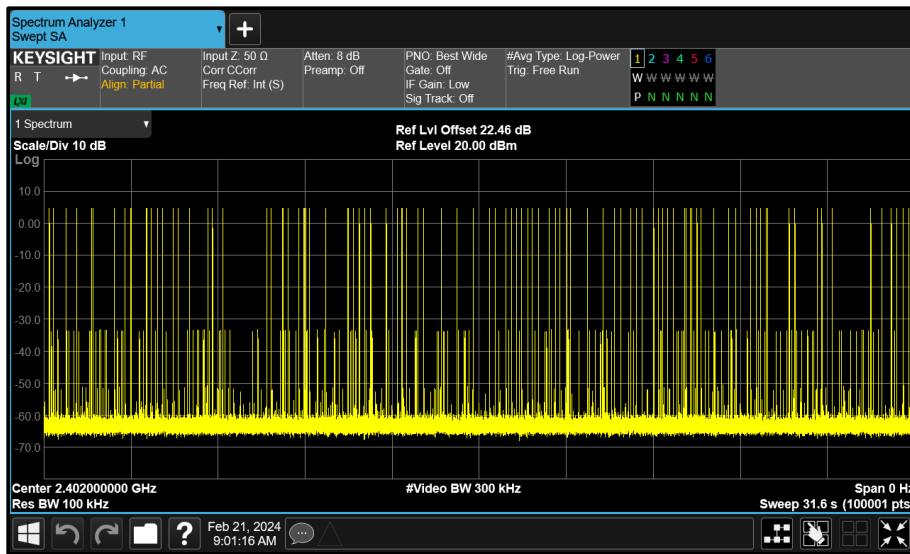 Spectrum Analyzer 1
Swept SA
+
KEYSIGHT
R T
LXI
Input: RF
Coupling: AC
Align: Partial
Input Z: 50 Ω
Corr CCorr
Freq Ref: Int (S)
Atten: 8 dB
Preamp: Off
PNO: Best Wide
Gate: Off
IF Gain: Low
Sig Track: Off
#Avg Type: Log-Power
Trig: Free Run
1 2 3 4 5 6
W W W W W W
P N N N N N
1 Spectrum
Scale/Div 10 dB
Ref Lvl Offset 22.46 dB
Ref Level 20.00 dBm
Log
10.0
0.00
-10.0
-20.0
-30.0
-40.0
-50.0
-60.0
-70.0
Center 2.402000000 GHz
#Video BW 300 kHz
Span 0 Hz
Res BW 100 kHz
Sweep 31.6 s (100001 pts
?
Feb 21, 2024
9:01:16 AM